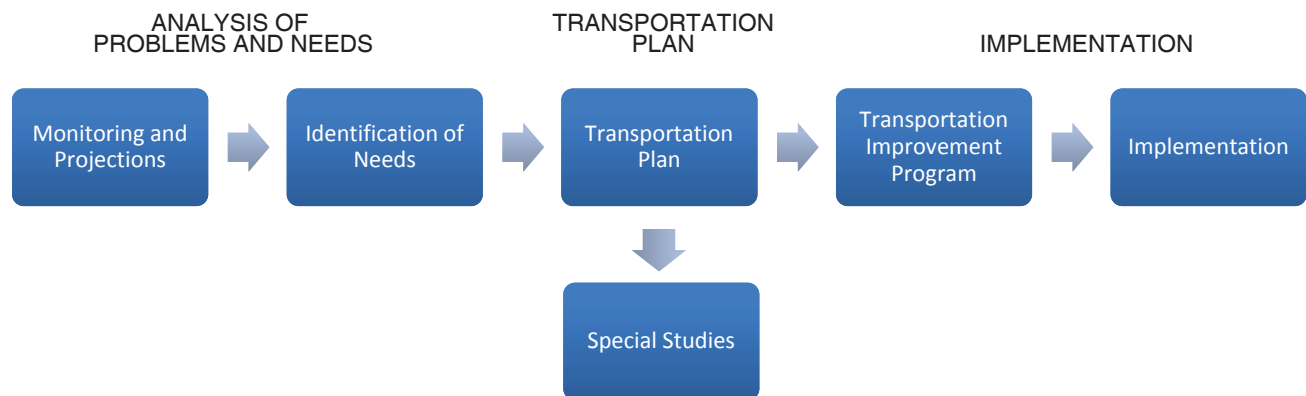 ANALYSIS OF
PROBLEMS AND NEEDS
TRANSPORTATION
PLAN
IMPLEMENTATION
Monitoring and
Projections
Identification of
Needs
Transportation
Plan
Transportation
Improvement
Program
Implementation
Special Studies